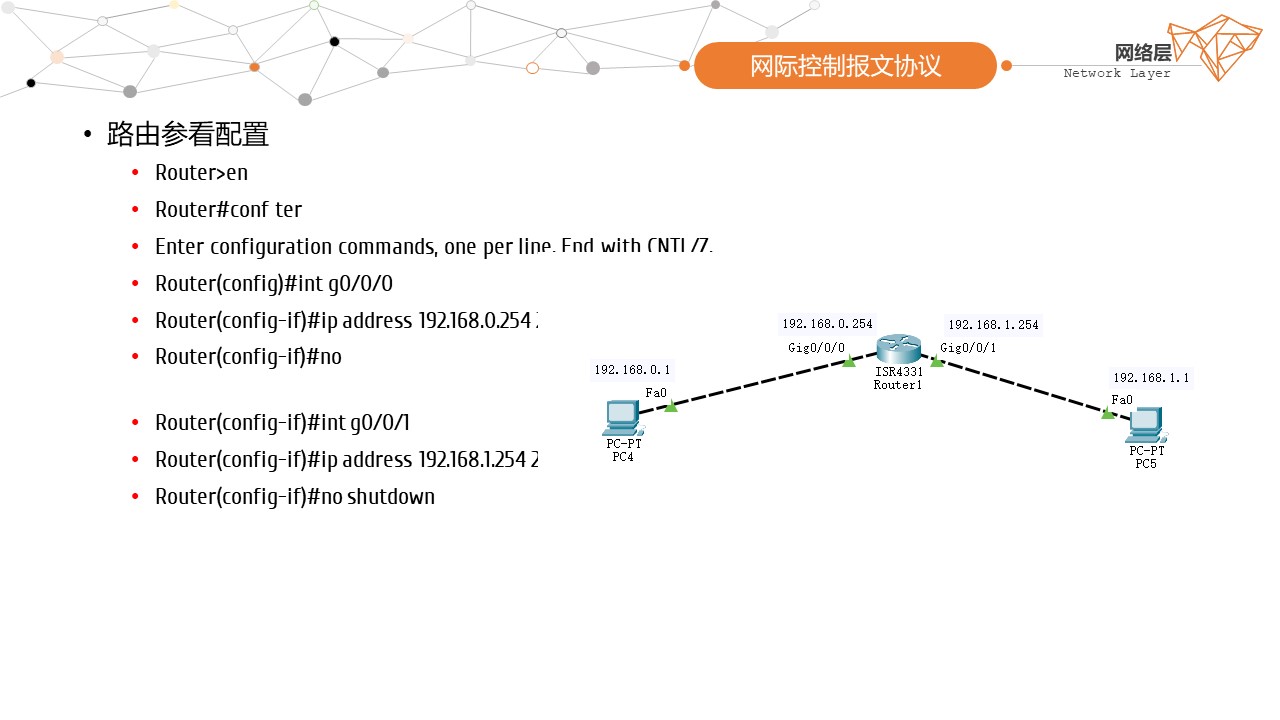 网际控制报文协议
网络层
Network Layer
• 路由参看配置
• Router>en
• Router#conf ter
• Enter configuration commands, one per line. End with CNTL/Z.
• Router(config)#int g0/0/0
• Router(config-if)#ip address 192.168.0.254
• Router(config-if)#no
• Router(config-if)#int g0/0/1
• Router(config-if)#ip address 192.168.1.254 2
• Router(config-if)#no shutdown
192.168.0.254
192.168.1.254
Gig0/0/0
Gig0/0/1
ISR4331
Router1
192.168.0.1
Fa0
PC-PT
PC4
192.168.1.1
Fa0
PC-PT
PC5